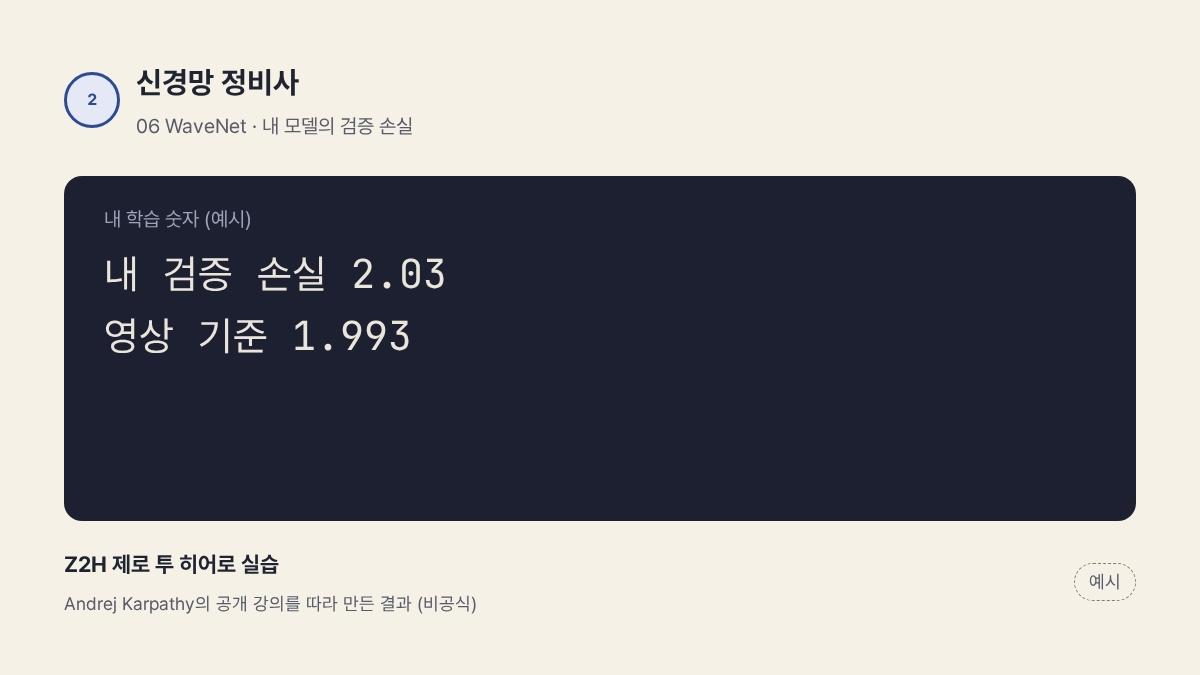 2
신경망 정비사
06 WaveNet · 내 모델의 검증 손실
내 학습 숫자 (예시)
내 검증 손실 2.03
영상 기준 1.993
Z2H 제로 투 히어로 실습
Andrej Karpathy의 공개 강의를 따라 만든 결과 (비공식)
예시